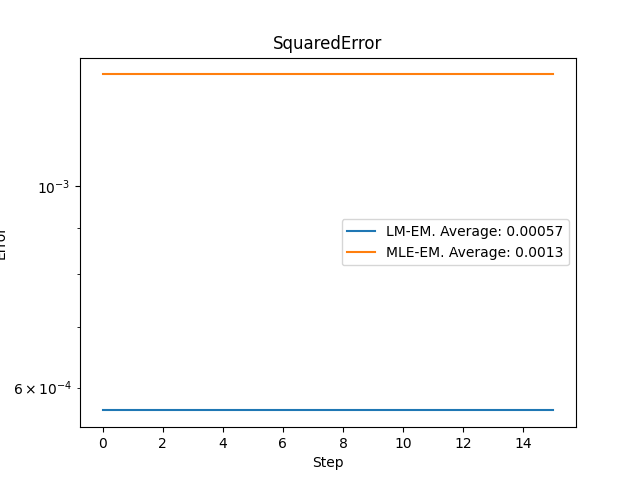 SquaredError
10⁻³
6 × 10⁻⁴
Error
LM-EM. Average: 0.00057
MLE-EM. Average: 0.0013
0 2 4 6 8 10 12 14
Step